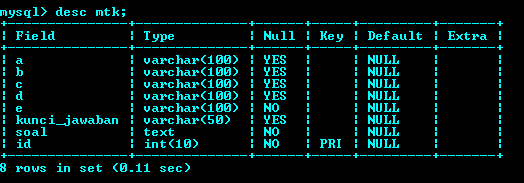 mysql> desc mtk;
+---------------+--------------+------+-----+---------+-------+
| Field         | Type         | Null | Key | Default | Extra |
+---------------+--------------+------+-----+---------+-------+
| a             | varchar(100) | YES  |     | NULL    |       |
| b             | varchar(100) | YES  |     | NULL    |       |
| c             | varchar(100) | YES  |     | NULL    |       |
| d             | varchar(100) | YES  |     | NULL    |       |
| e             | varchar(100) | NO   |     | NULL    |       |
| kunci_jawaban | varchar(50)  | YES  |     | NULL    |       |
| soal          | text         | NO   |     | NULL    |       |
| id            | int(10)      | NO   | PRI | NULL    |       |
+---------------+--------------+------+-----+---------+-------+
8 rows in set (0.11 sec)